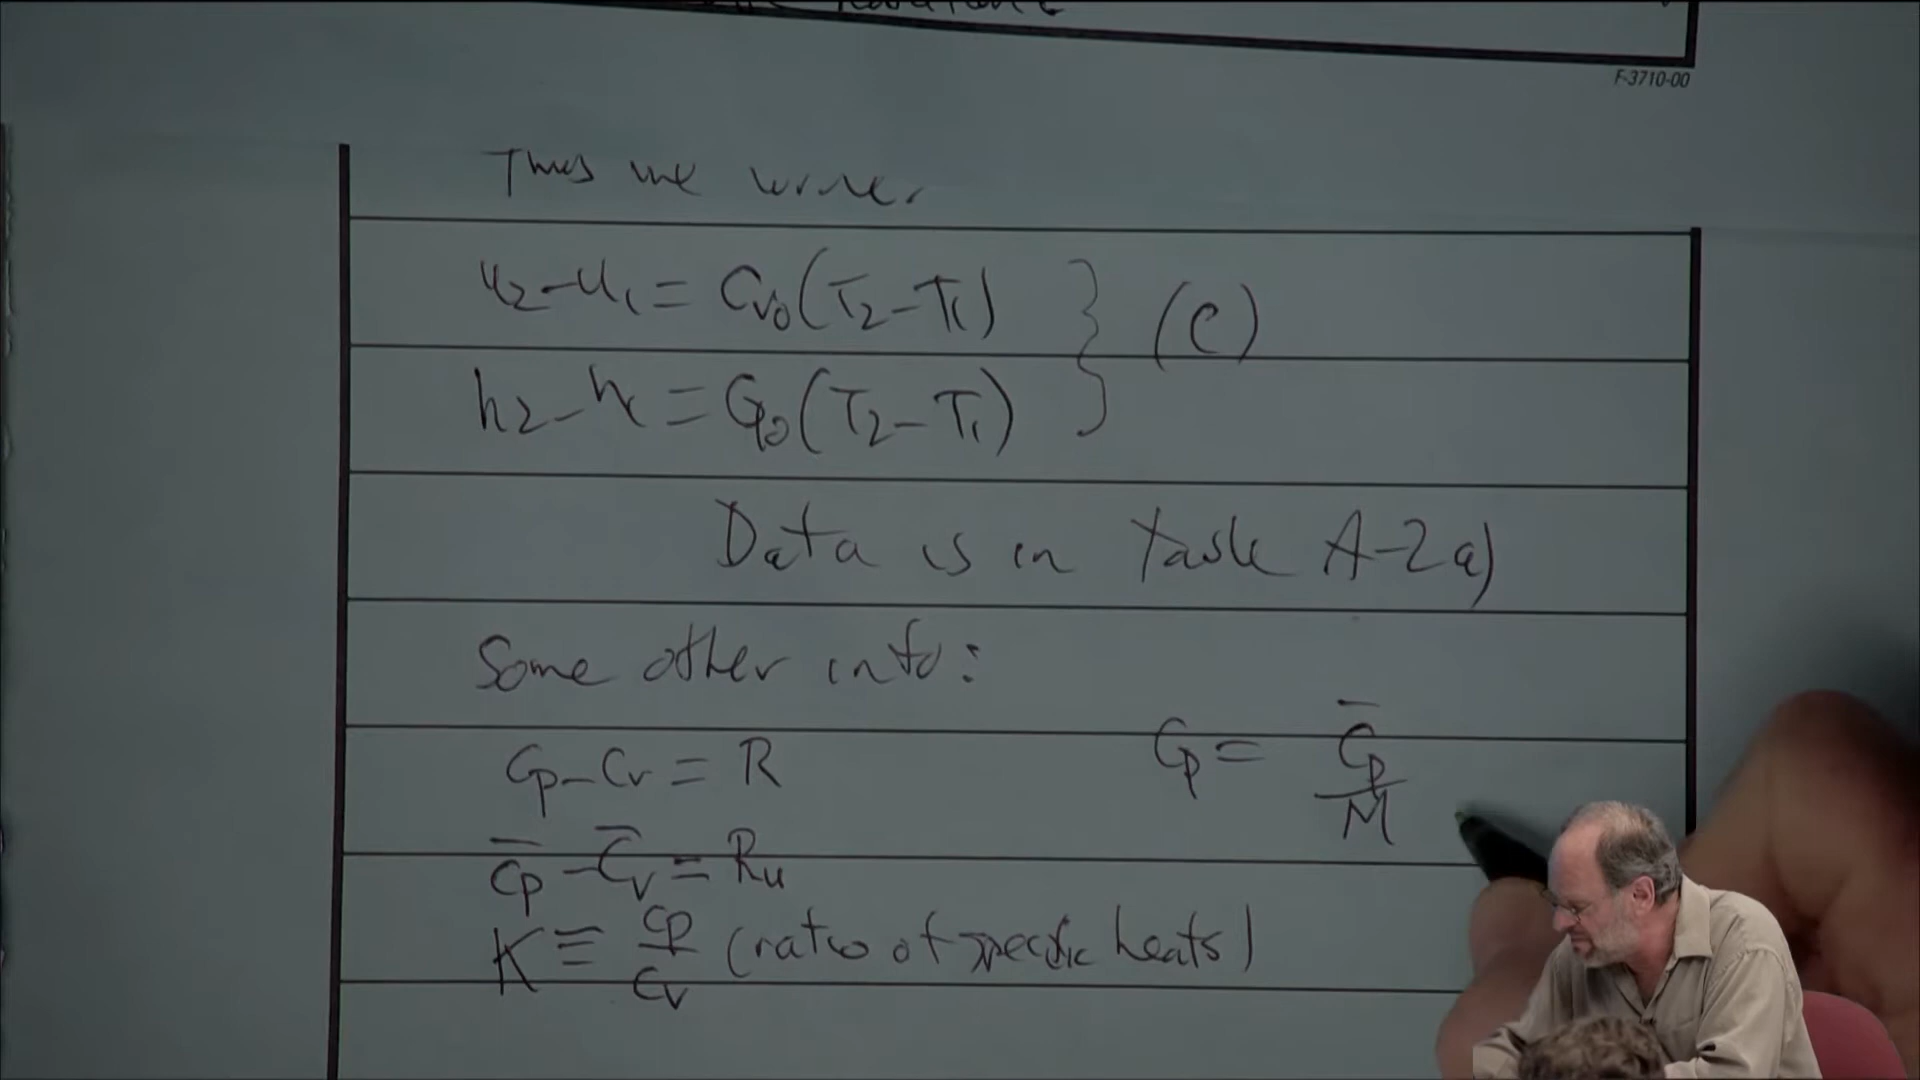 F-3710-00
Thus we write.
u₂-u₁ = Cv₀(T₂-T₁)
} (C)
h₂-h₁ = Cp₀(T₂-T₁)
Data is in Table A-2a)
Some other info:
Cp-Cv = R
Cp = C̄p/M
C̄p - C̄v = Ru
K ≡ Cp/Cv (ratio of specific heats)